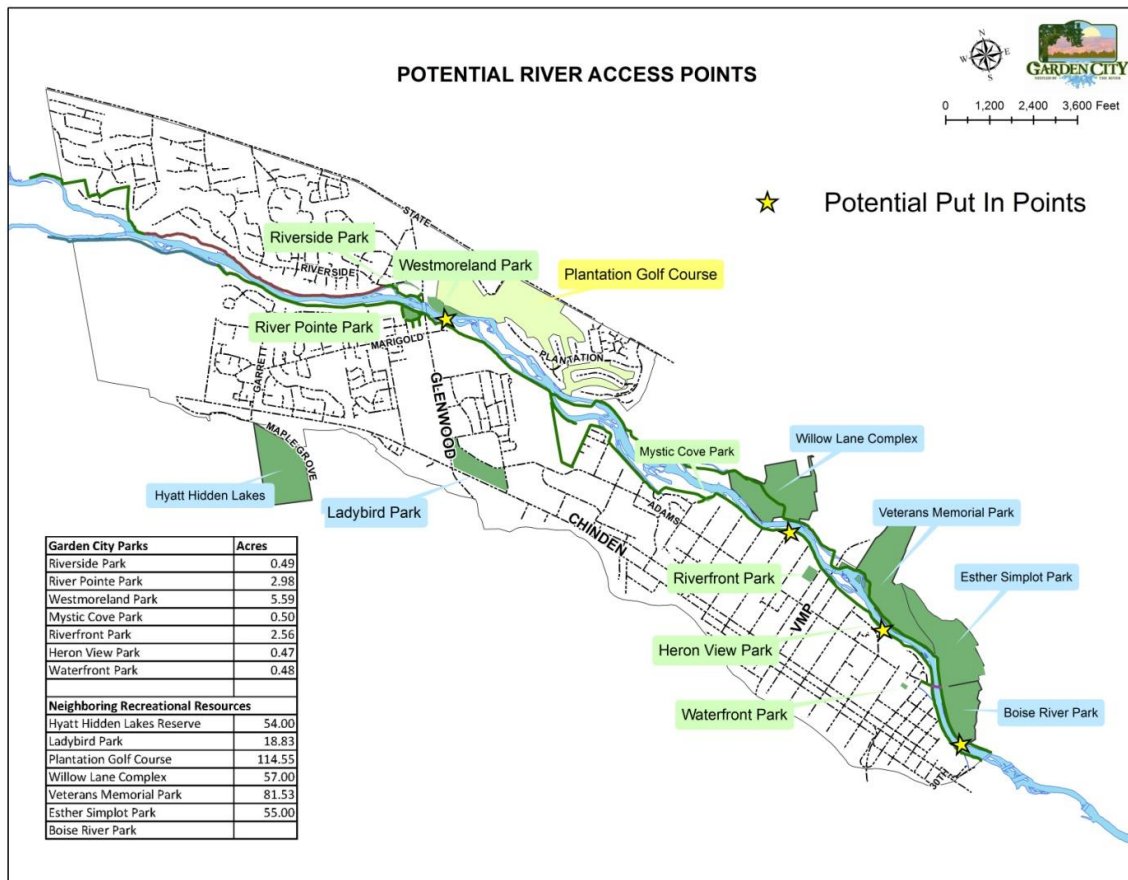 POTENTIAL RIVER ACCESS POINTS
N
W
E
S
GARDEN CITY
NESTLED BY THE RIVER
0 1,200 2,400 3,600 Feet
Potential Put In Points
STATE
Riverside Park
RIVERSIDE
Westmoreland Park
Plantation Golf Course
River Pointe Park
MARIGOLD
GARRETT
PLANTATION
GLENWOOD
MAPLE GROVE
Hyatt Hidden Lakes
Ladybird Park
CHINDEN
ADAMS
Mystic Cove Park
Willow Lane Complex
Veterans Memorial Park
Esther Simplot Park
Riverfront Park
VMP
Heron View Park
Waterfront Park
Boise River Park
30TH
Garden City Parks Acres
Riverside Park 0.49
River Pointe Park 2.98
Westmoreland Park 5.59
Mystic Cove Park 0.50
Riverfront Park 2.56
Heron View Park 0.47
Waterfront Park 0.48
Neighboring Recreational Resources
Hyatt Hidden Lakes Reserve 54.00
Ladybird Park 18.83
Plantation Golf Course 114.55
Willow Lane Complex 57.00
Veterans Memorial Park 81.53
Esther Simplot Park 55.00
Boise River Park